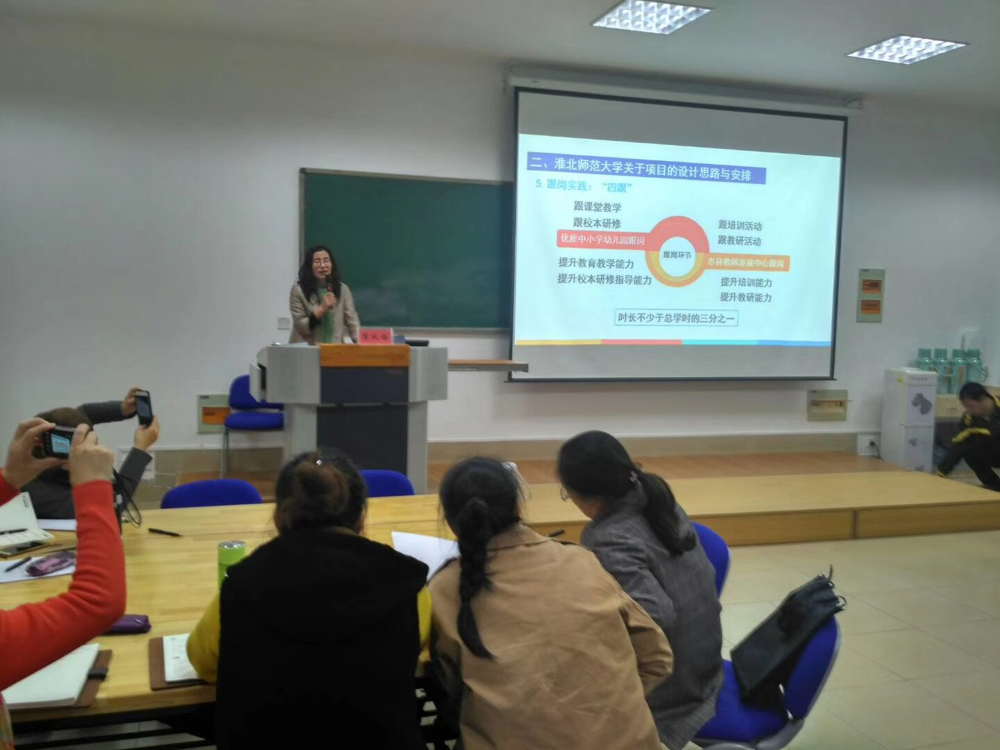 二、淮北师范大学关于项目的设计思路与安排
5. 跟岗实践：“四跟”
跟课堂教学
跟校本研修
优质中小学幼儿园跟岗
提升教育教学能力
提升校本研修指导能力
跟岗环节
跟培训活动
跟教研活动
市县教师发展中心跟岗
提升培训能力
提升教研能力
时长不少于总学时的三分之一